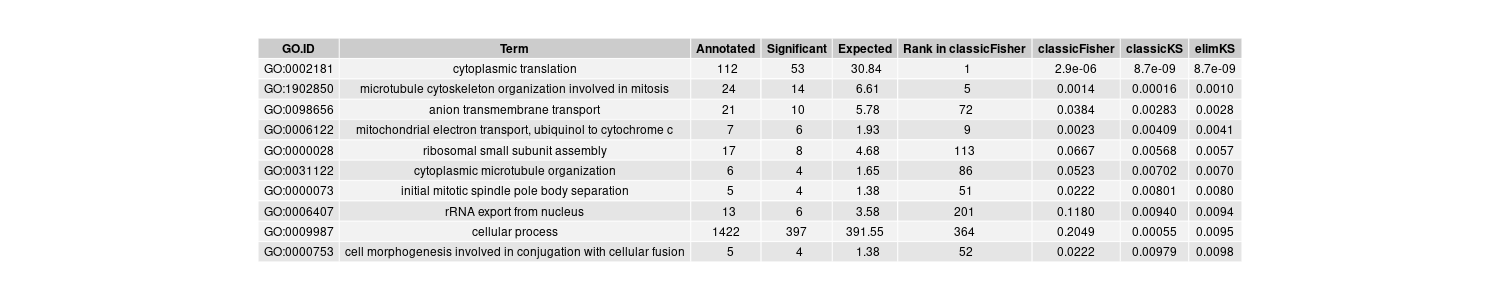 GO.ID Term Annotated Significant Expected Rank in classicFisher classicFisher classicKS elimKS
GO:0002181 cytoplasmic translation 112 53 30.84 1 2.9e-06 8.7e-09 8.7e-09
GO:1902850 microtubule cytoskeleton organization involved in mitosis 24 14 6.61 5 0.0014 0.00016 0.0010
GO:0098656 anion transmembrane transport 21 10 5.78 72 0.0384 0.00283 0.0028
GO:0006122 mitochondrial electron transport, ubiquinol to cytochrome c 7 6 1.93 9 0.0023 0.00409 0.0041
GO:0000028 ribosomal small subunit assembly 17 8 4.68 113 0.0667 0.00568 0.0057
GO:0031122 cytoplasmic microtubule organization 6 4 1.65 86 0.0523 0.00702 0.0070
GO:0000073 initial mitotic spindle pole body separation 5 4 1.38 51 0.0222 0.00801 0.0080
GO:0006407 rRNA export from nucleus 13 6 3.58 201 0.1180 0.00940 0.0094
GO:0009987 cellular process 1422 397 391.55 364 0.2049 0.00055 0.0095
GO:0000753 cell morphogenesis involved in conjugation with cellular fusion 5 4 1.38 52 0.0222 0.00979 0.0098